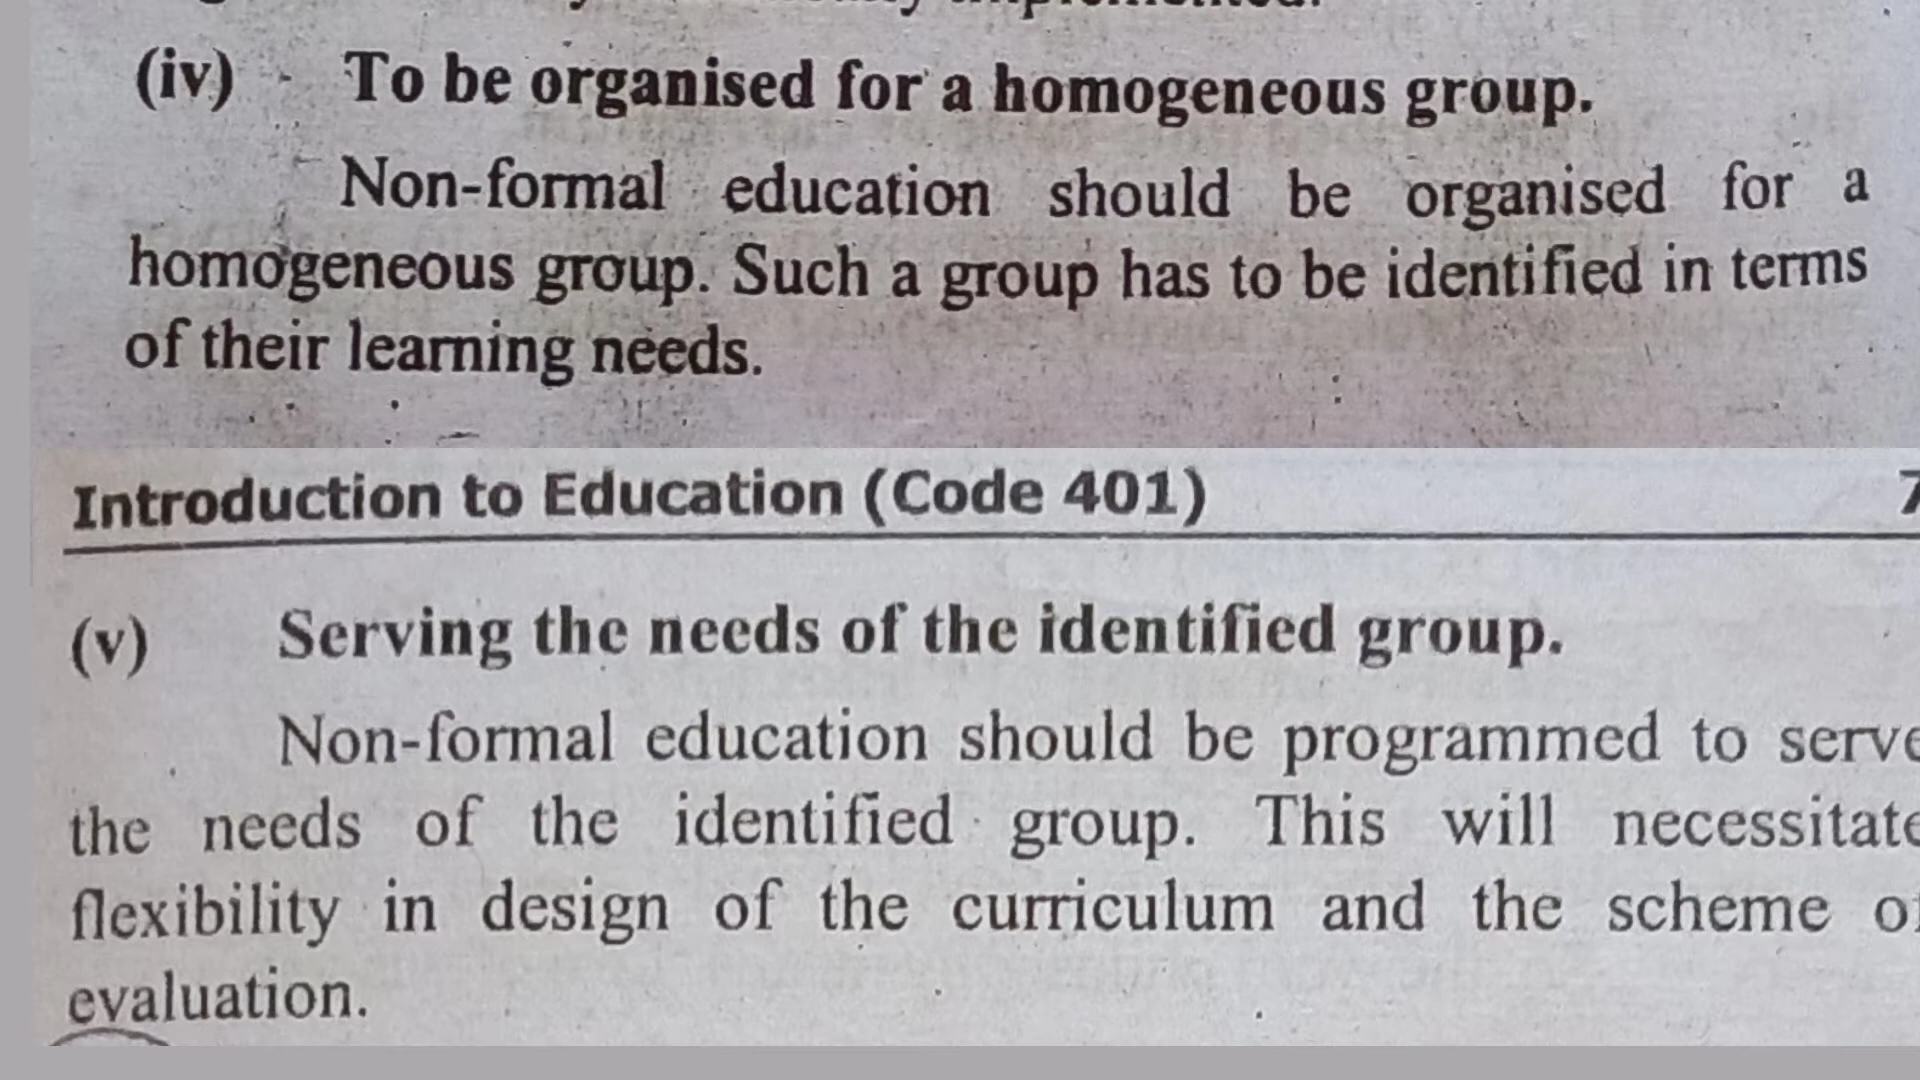 (iv) To be organised for a homogeneous group.
Non-formal education should be organised for a
homogeneous group. Such a group has to be identified in terms
of their learning needs.
Introduction to Education (Code 401) 7
(v) Serving the needs of the identified group.
Non-formal education should be programmed to serve
the needs of the identified group. This will necessitate
flexibility in design of the curriculum and the scheme of
evaluation.